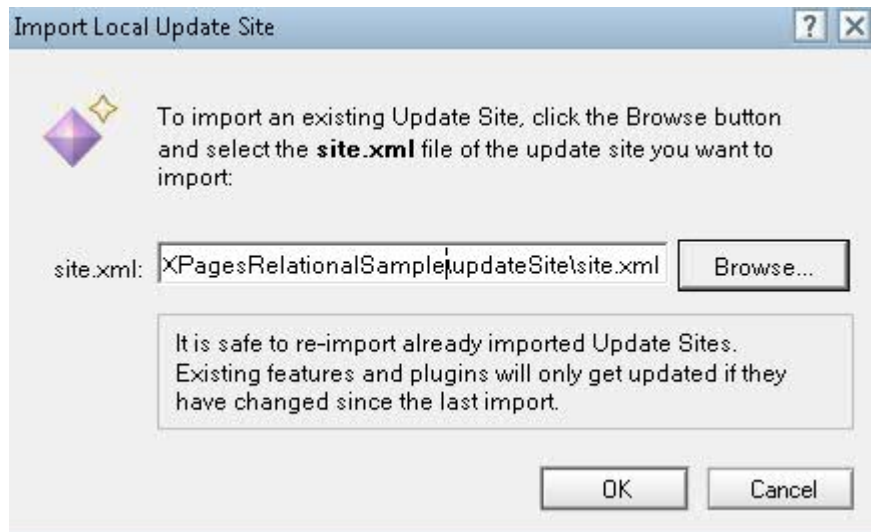 Import Local Update Site
To import an existing Update Site, click the Browse button
and select the site.xml file of the update site you want to
import:
site.xml: XPagesRelationalSample\updateSite\site.xml Browse...
It is safe to re-import already imported Update Sites.
Existing features and plugins will only get updated if they
have changed since the last import.
OK Cancel